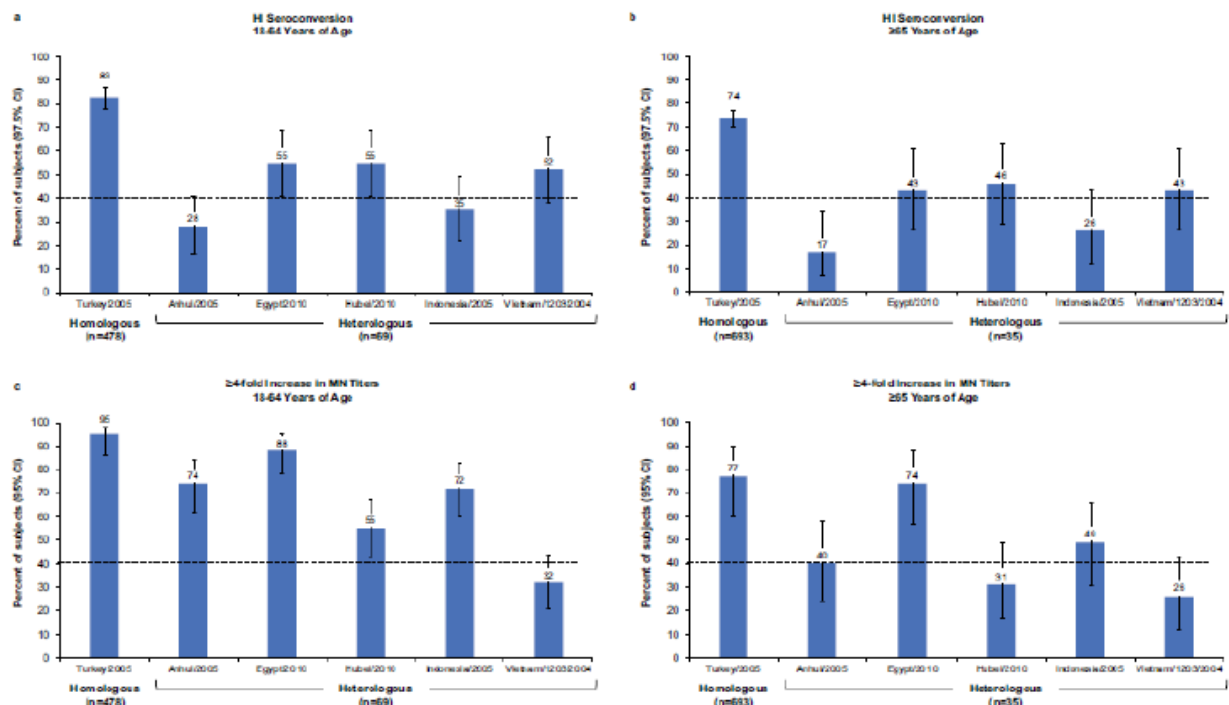 a
HI Seroconversion
18-64 Years of Age
Percent of subjects (97.5% CI)
100
90
80
70
60
50
40
30
20
10
0
83
28
55
55
35
52
Turkey/2005
Anhui/2005
Egypt/2010
Hubei/2010
Indonesia/2005
Vietnam/1203/2004
Homologous
(n=478)
Heterologous
(n=69)
b
HI Seroconversion
≥65 Years of Age
Percent of subjects (97.5% CI)
100
90
80
70
60
50
40
30
20
10
0
74
17
43
46
26
43
Turkey/2005
Anhui/2005
Egypt/2010
Hubei/2010
Indonesia/2005
Vietnam/1203/2004
Homologous
(n=693)
Heterologous
(n=35)
c
≥4-fold Increase in MN Titers
18-64 Years of Age
Percent of subjects (95% CI)
100
90
80
70
60
50
40
30
20
10
0
95
74
88
55
72
32
Turkey/2005
Anhui/2005
Egypt/2010
Hubei/2010
Indonesia/2005
Vietnam/1203/2004
Homologous
(n=478)
Heterologous
(n=69)
d
≥4-fold Increase in MN Titers
≥65 Years of Age
Percent of subjects (95% CI)
100
90
80
70
60
50
40
30
20
10
0
77
40
74
31
49
26
Turkey/2005
Anhui/2005
Egypt/2010
Hubei/2010
Indonesia/2005
Vietnam/1203/2004
Homologous
(n=693)
Heterologous
(n=35)